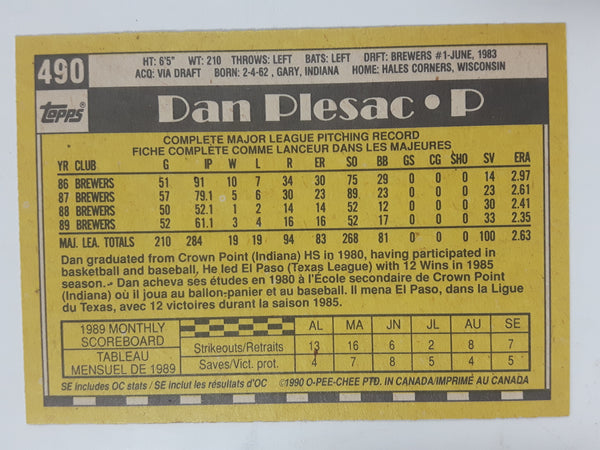 490
HT: 6'5" WT: 210 THROWS: LEFT BATS: LEFT DRFT: BREWERS #1-JUNE, 1983
ACQ: VIA DRAFT BORN: 2-4-62, GARY, INDIANA HOME: HALES CORNERS, WISCONSIN
Topps®
Dan Plesac • P
COMPLETE MAJOR LEAGUE PITCHING RECORD
FICHE COMPLÈTE COMME LANCEUR DANS LES MAJEURES
YR CLUB G IP W L R ER SO BB GS CG SHO SV ERA
86 BREWERS 51 91 10 7 34 30 75 29 0 0 0 14 2.97
87 BREWERS 57 79.1 5 6 30 23 89 23 0 0 0 23 2.61
88 BREWERS 50 52.1 1 2 14 14 52 12 0 0 0 30 2.41
89 BREWERS 52 61.1 3 4 16 16 52 17 0 0 0 33 2.35
MAJ. LEA. TOTALS 210 284 19 19 94 83 268 81 0 0 0 100 2.63
Dan graduated from Crown Point (Indiana) HS in 1980, having participated in
basketball and baseball, He led El Paso (Texas League) with 12 Wins in 1985
season.- Dan acheva ses études en 1980 à l'École secondaire de Crown Point
(Indiana) où il joua au ballon-panier et au baseball. Il mena El Paso, dans la Ligue
du Texas, avec 12 victoires durant la saison 1985.
1989 MONTHLY SCOREBOARD
TABLEAU MENSUEL DE 1989
AL MA JN JL AU SE
Strikeouts/Retraits 13 16 6 2 8 7
Saves/Vict. prot. 4 7 8 5 4 5
SE includes OC stats / SE inclut les résultats d'OC ©1990 O-PEE-CHEE PTD. IN CANADA/IMPRIMÉ AU CANADA